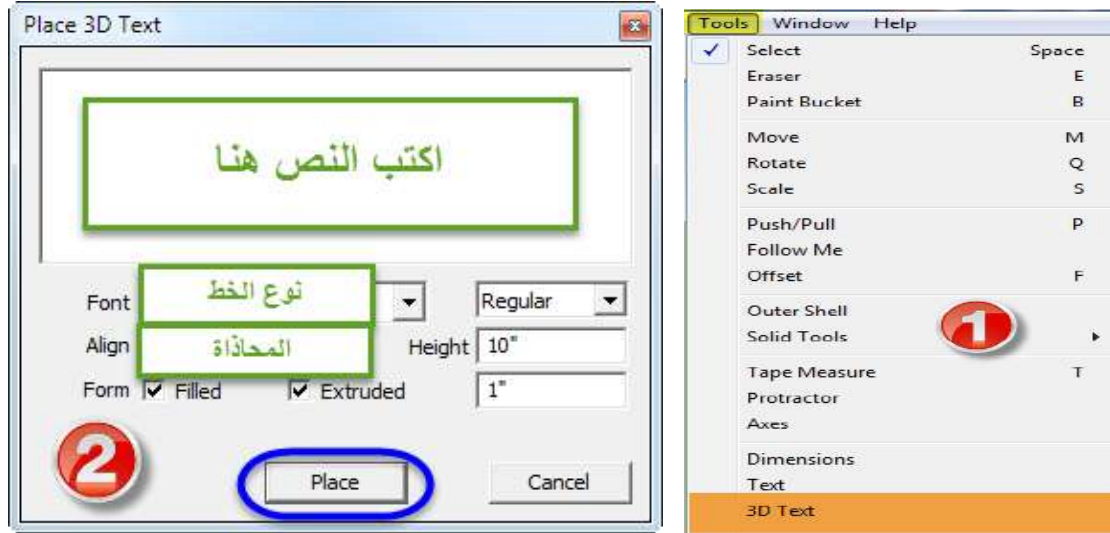 Place 3D Text
اكتب النص هنا
Font نوع الخط Regular
Align المحاذاة Height 10"
Form Filled Extruded 1"
2
Place Cancel
Tools Window Help
Select Space
Eraser E
Paint Bucket B
Move M
Rotate Q
Scale S
Push/Pull P
Follow Me
Offset F
Outer Shell
1
Solid Tools
Tape Measure T
Protractor
Axes
Dimensions
Text
3D Text